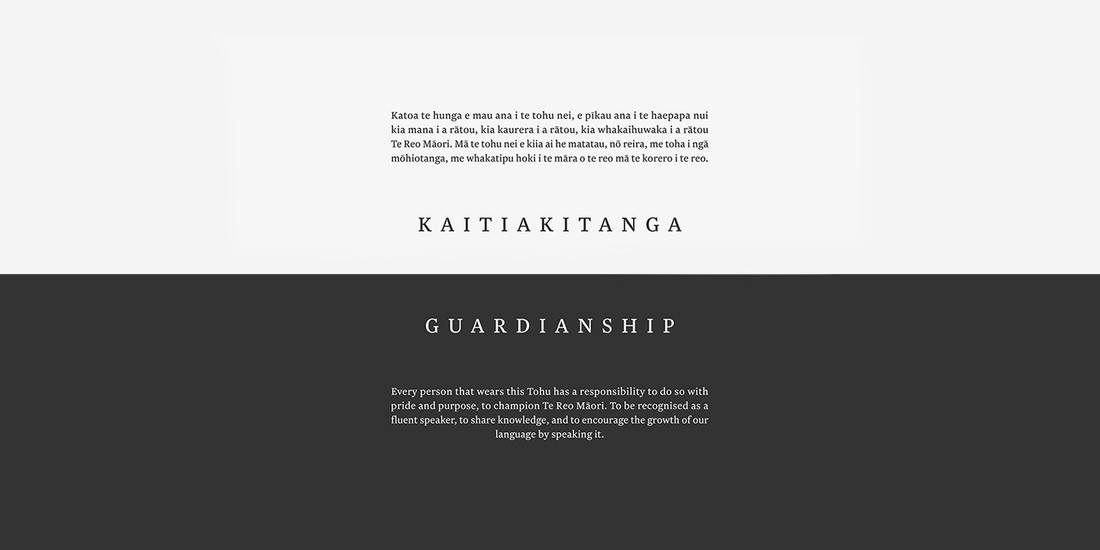 Katoa te hunga e mau ana i te tohu nei, e pīkau ana i te haepapa nui
kia mana i a rātou, kia kaurera i a rātou, kia whakaihuwaka i a rātou
Te Reo Māori. Mā te tohu nei e kiia ai he matatau, nō reira, me toha i ngā
mōhiotanga, me whakatipu hoki i te māra o te reo mā te korero i te reo.
KAITIAKITANGA
GUARDIANSHIP
Every person that wears this Tohu has a responsibility to do so with
pride and purpose, to champion Te Reo Māori. To be recognised as a
fluent speaker, to share knowledge, and to encourage the growth of our
language by speaking it.